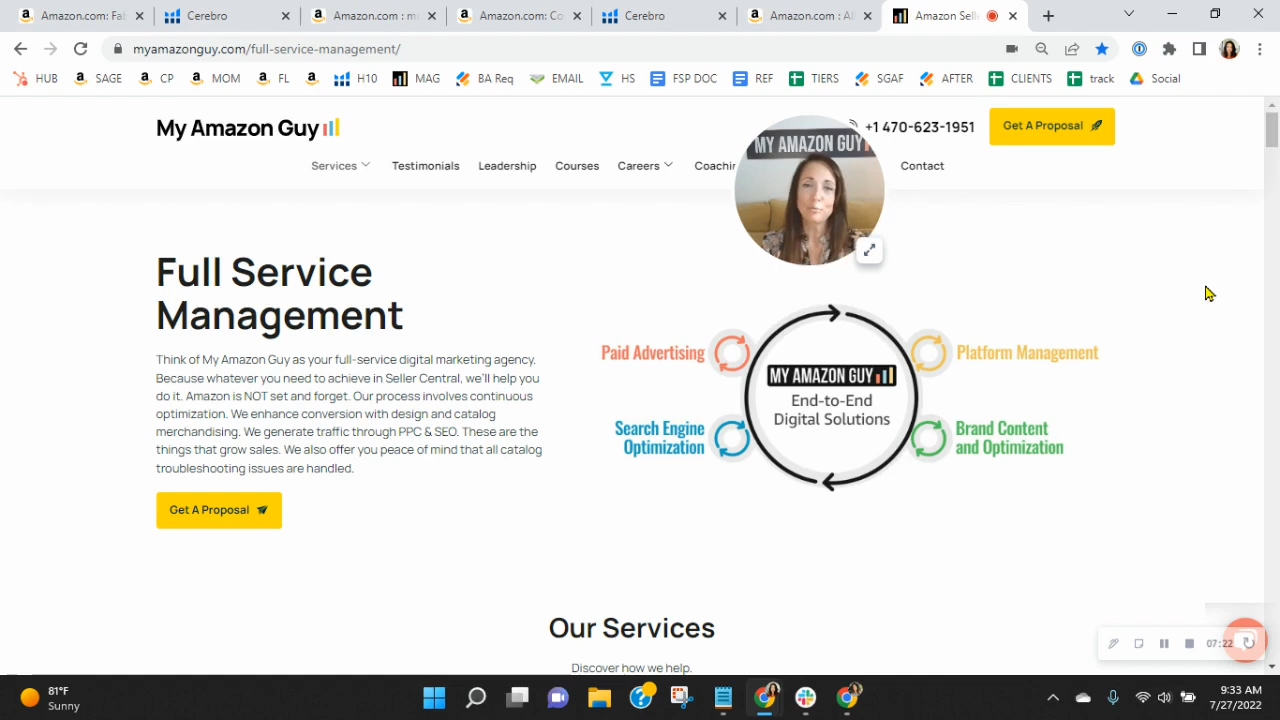 Amazon.com: Fab
Cerebro
Amazon.com : m
Amazon.com: Co
Cerebro
Amazon.com : A
Amazon Sell
myamazonguy.com/full-service-management/
HUB
SAGE
CP
MOM
FL
H10
MAG
BA Req
EMAIL
HS
FSP DOC
REF
TIERS
SGAF
AFTER
CLIENTS
track
Social
My Amazon Guy
MY AMAZON GUY
+1 470-623-1951
Get A Proposal
Services
Testimonials
Leadership
Courses
Careers
Coachin
Contact
Full Service
Management
Think of My Amazon Guy as your full-service digital marketing agency.
Because whatever you need to achieve in Seller Central, we'll help you
do it. Amazon is NOT set and forget. Our process involves continuous
optimization. We enhance conversion with design and catalog
merchandising. We generate traffic through PPC & SEO. These are the
things that grow sales. We also offer you peace of mind that all catalog
troubleshooting issues are handled.
Get A Proposal
Paid Advertising
Platform Management
MY AMAZON GUY
End-to-End
Digital Solutions
Search Engine
Optimization
Brand Content
and Optimization
Our Services
Discover how we help.
07:22
81°F
Sunny
9:33 AM
7/27/2022